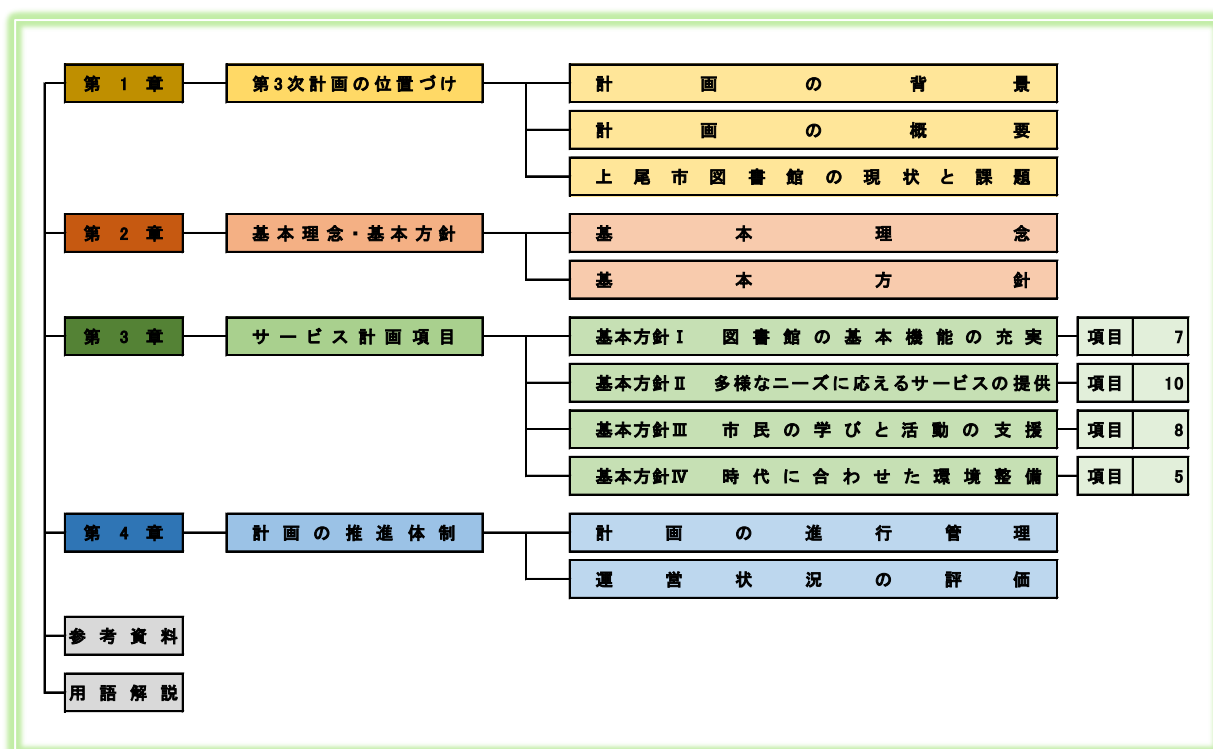 第1章 第3次計画の位置づけ 計画の背景
計画の概要
上尾市図書館の現状と課題
第2章 基本理念・基本方針 基本理念
基本方針
第3章 サービス計画項目 基本方針Ⅰ 図書館の基本機能の充実 項目 7
基本方針Ⅱ 多様なニーズに応えるサービスの提供 項目 10
基本方針Ⅲ 市民の学びと活動の支援 項目 8
基本方針Ⅳ 時代に合わせた環境整備 項目 5
第4章 計画の推進体制 計画の進行管理
運営状況の評価
参考資料
用語解説